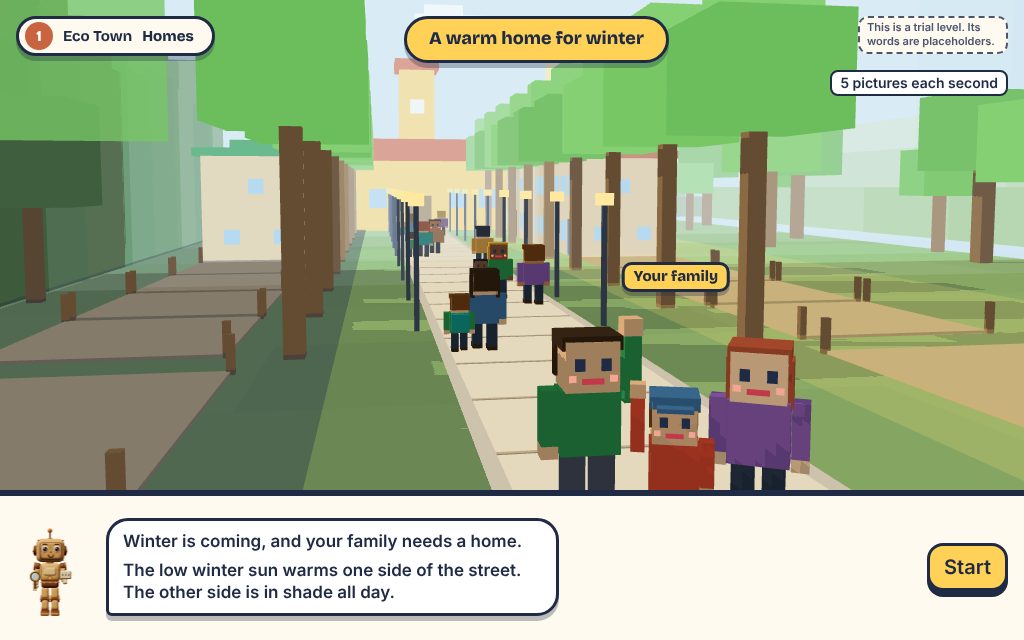 1 Eco Town Homes
A warm home for winter
This is a trial level. Its
words are placeholders.
5 pictures each second
Your family
Winter is coming, and your family needs a home.
The low winter sun warms one side of the street.
The other side is in shade all day.
Start